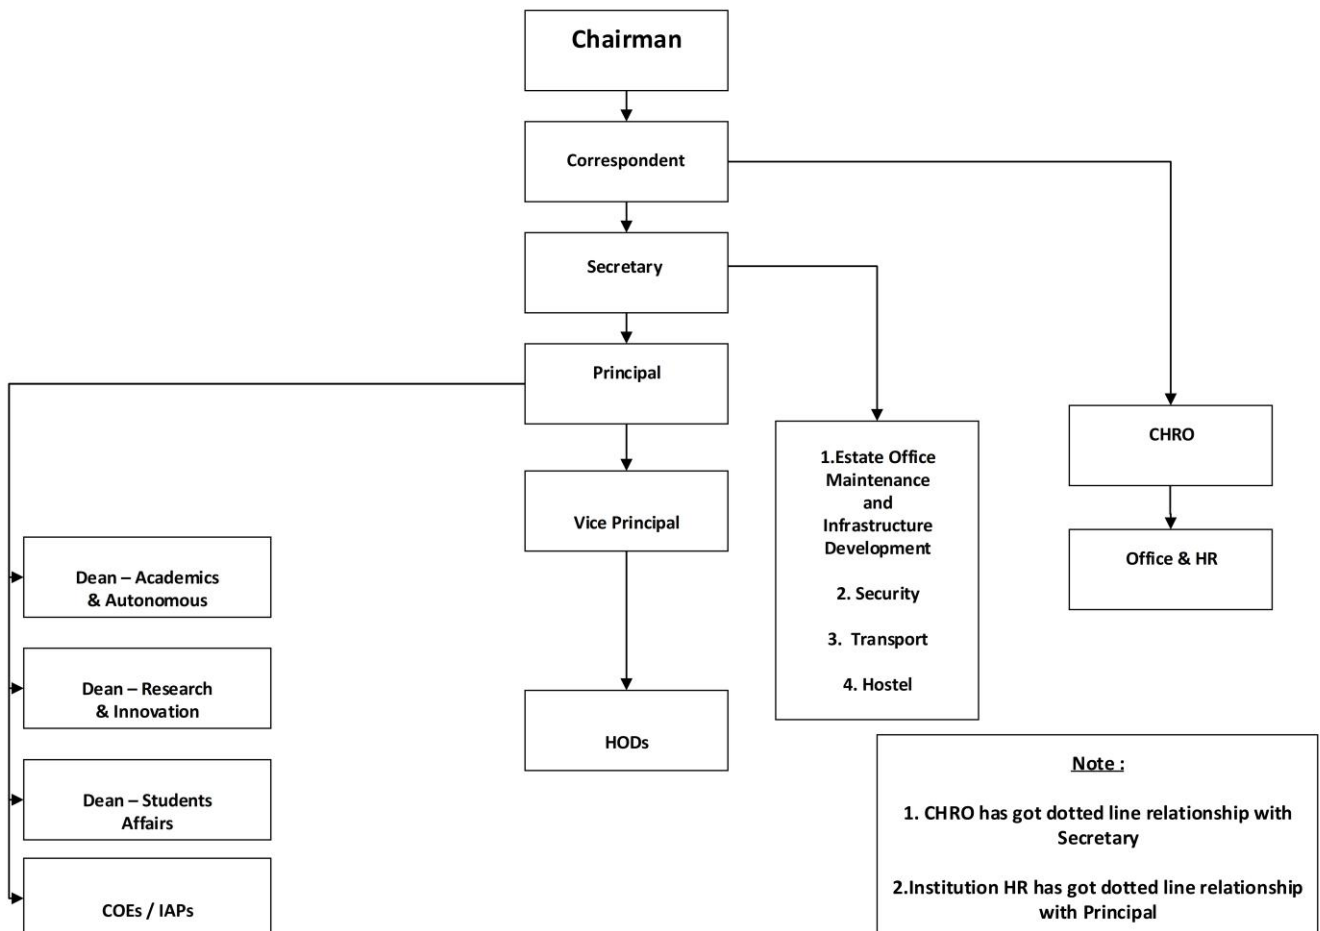 Chairman
Correspondent
Secretary
Principal
Vice Principal
HODs
Dean – Academics
& Autonomous
Dean – Research
& Innovation
Dean – Students
Affairs
COEs / IAPs
1.Estate Office
Maintenance
and
Infrastructure
Development
2. Security
3. Transport
4. Hostel
CHRO
Office & HR
Note :
1. CHRO has got dotted line relationship with
Secretary
2.Institution HR has got dotted line relationship
with Principal